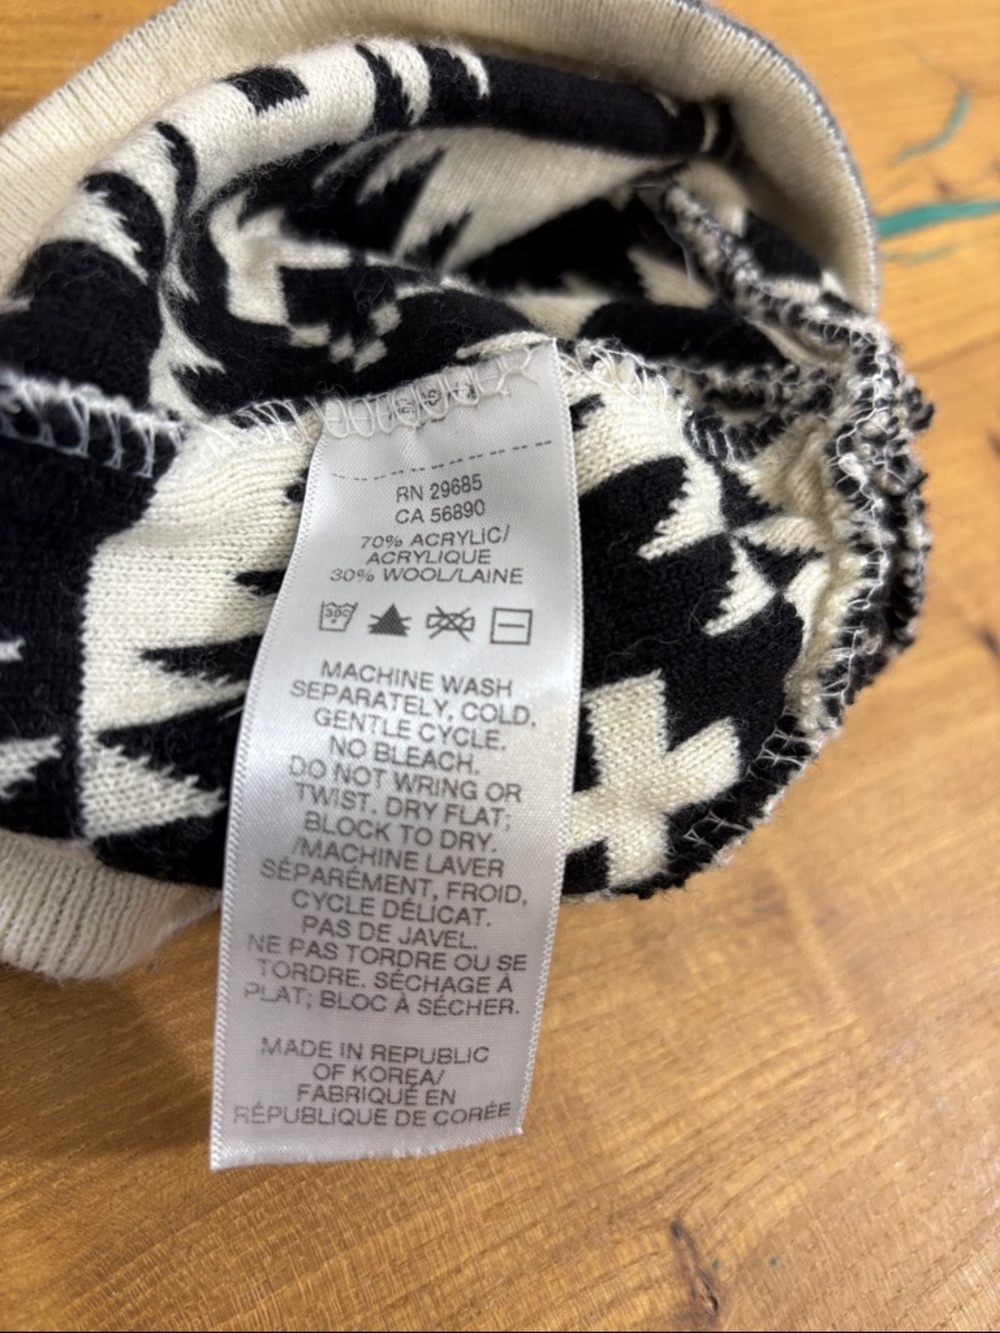 RN 29685
CA 56890
70% ACRYLIC/
ACRYLIQUE
30% WOOL/LAINE
30C
MACHINE WASH
SEPARATELY, COLD,
GENTLE CYCLE.
NO BLEACH.
DO NOT WRING OR
TWIST. DRY FLAT;
BLOCK TO DRY.
/MACHINE LAVER
SÉPARÉMENT, FROID,
CYCLE DÉLICAT.
PAS DE JAVEL.
NE PAS TORDRE OU SE
TORDRE. SÉCHAGE À
PLAT; BLOC À SÉCHER.
MADE IN REPUBLIC
OF KOREA/
FABRIQUÉ EN
RÉPUBLIQUE DE CORÉE